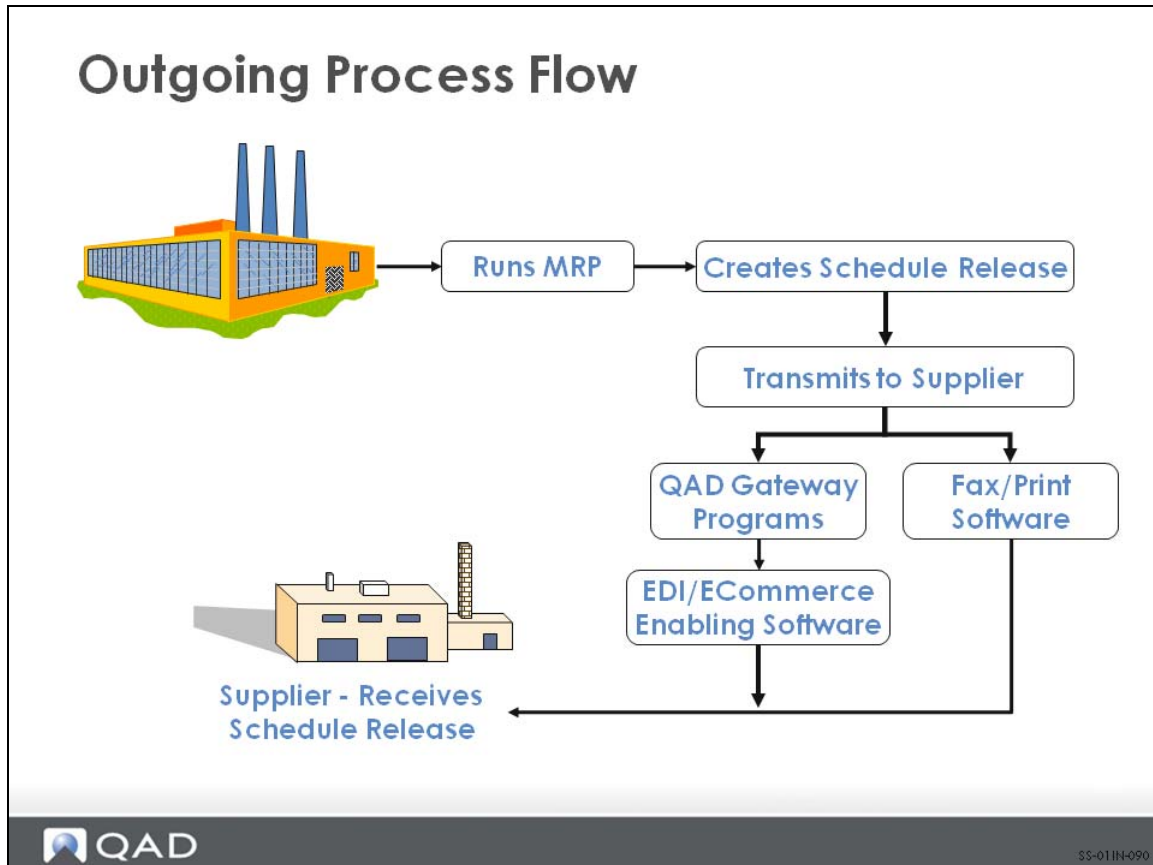 Outgoing Process Flow
Runs MRP
Creates Schedule Release
Transmits to Supplier
QAD Gateway
Programs
Fax/Print
Software
EDI/ECommerce
Enabling Software
Supplier - Receives
Schedule Release
QAD
SS-01IN-090